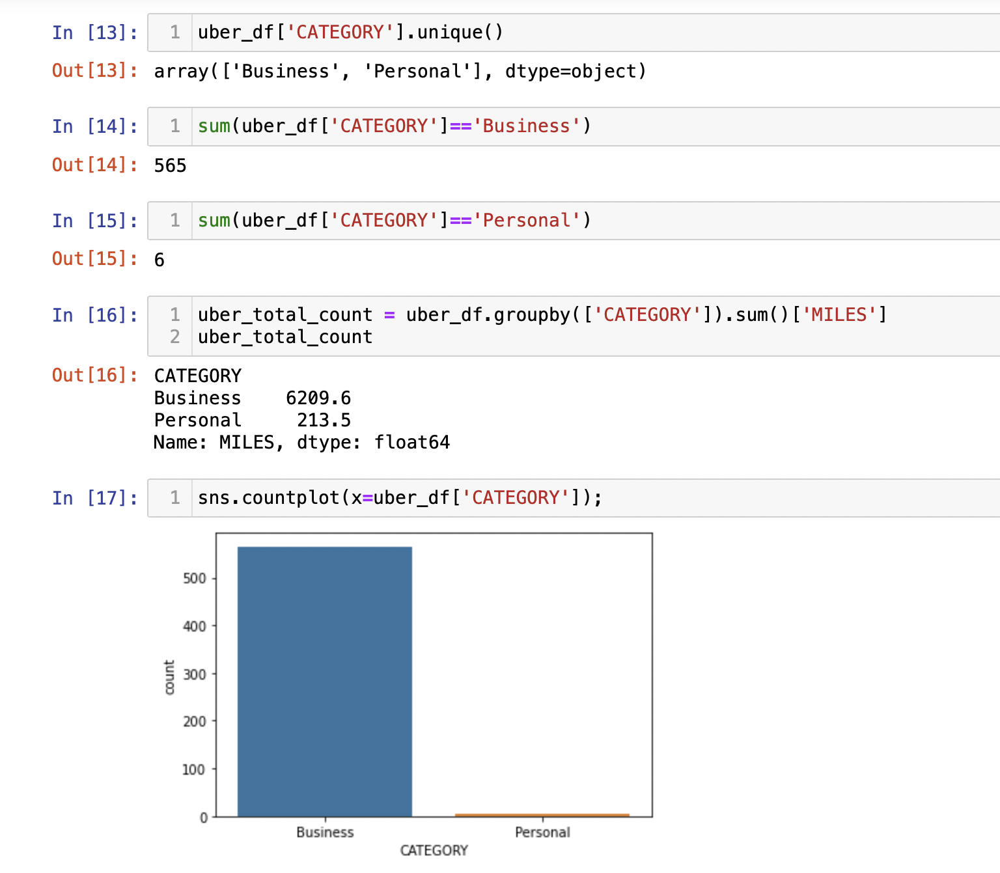 In [13]: 1 uber_df['CATEGORY'].unique()
Out[13]: array(['Business', 'Personal'], dtype=object)
In [14]: 1 sum(uber_df['CATEGORY']=='Business')
Out[14]: 565
In [15]: 1 sum(uber_df['CATEGORY']=='Personal')
Out[15]: 6
In [16]: 1 uber_total_count = uber_df.groupby(['CATEGORY']).sum()['MILES']
2 uber_total_count
Out[16]: CATEGORY
Business    6209.6
Personal     213.5
Name: MILES, dtype: float64
In [17]: 1 sns.countplot(x=uber_df['CATEGORY']);
500
400
300
200
100
0
count
Business Personal
CATEGORY